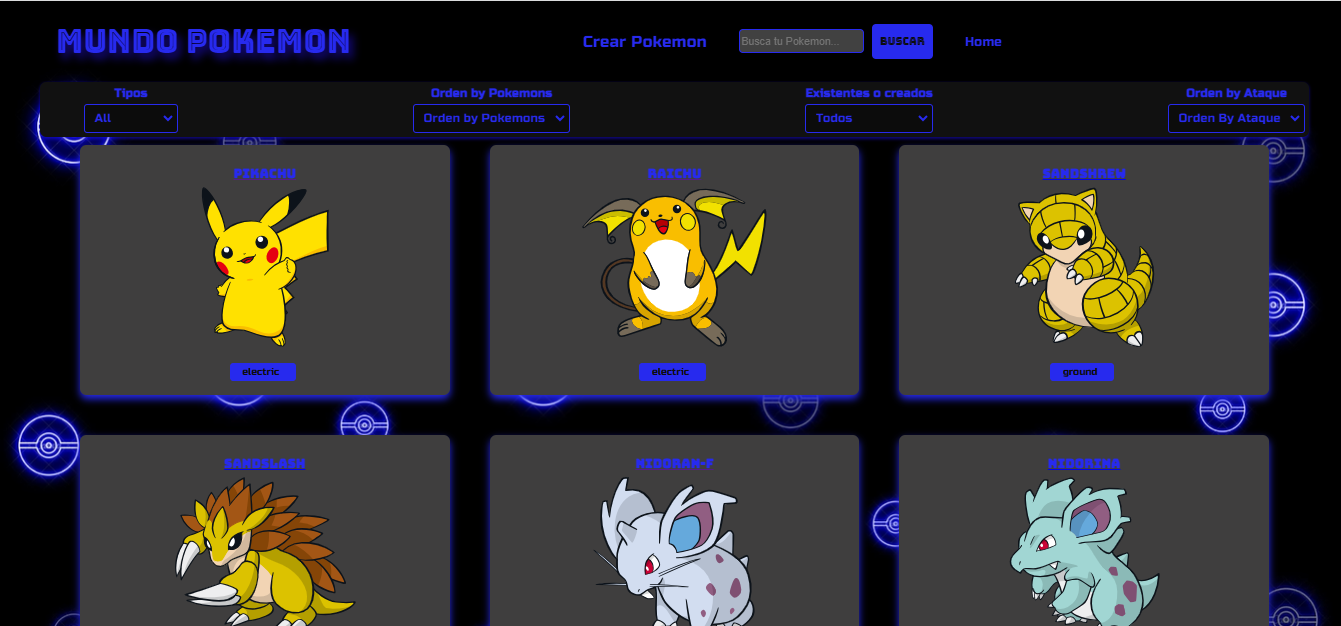 MUNDO POKEMON
Crear Pokemon
Busca tu Pokemon...
BUSCAR
Home
Tipos
Orden by Pokemons
Existentes o creados
Orden by Ataque
All
Orden by Pokemons
Todos
Orden By Ataque
PIKACHU
RAICHU
SANDSHREW
electric
electric
ground
SANDSLASH
NIDORAN-F
NIDORINA